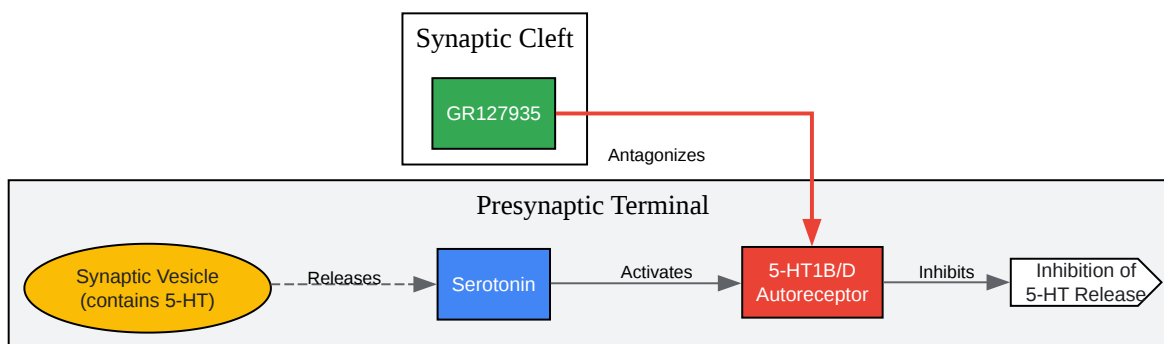 Synaptic Cleft
GR127935
Antagonizes
Presynaptic Terminal
Synaptic Vesicle
(contains 5-HT)
Releases
Serotonin
Activates
5-HT1B/D
Autoreceptor
Inhibits
Inhibition of
5-HT Release